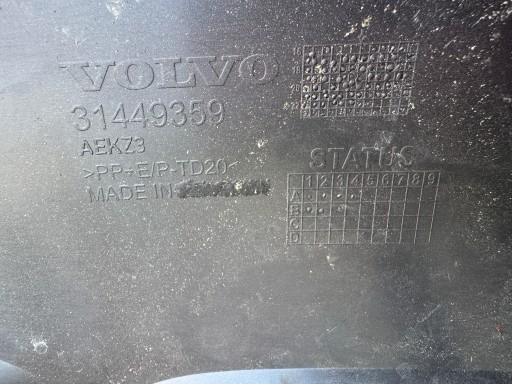 VOLVO
31449359
AEKZ3
>PP+E/P-TD20<
MADE IN
STATUS
1 2 3 4 5 6 7 8 9
A
B
C
D